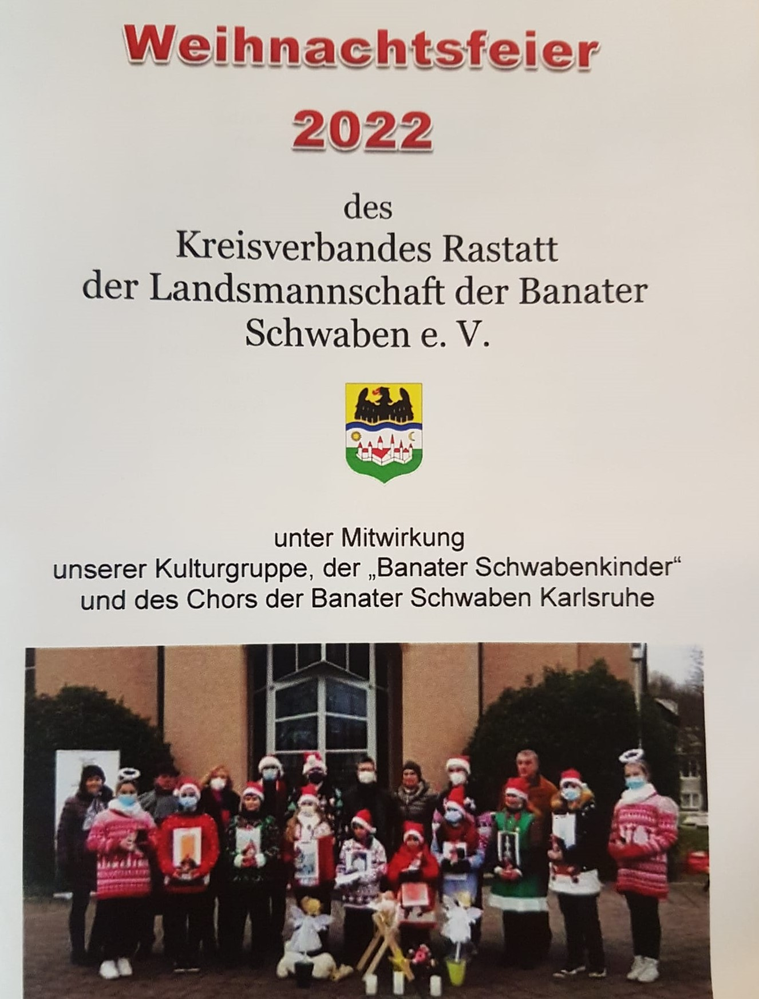 Weihnachtsfeier
2022
des
Kreisverbandes Rastatt
der Landsmannschaft der Banater
Schwaben e. V.
unter Mitwirkung
unserer Kulturgruppe, der „Banater Schwabenkinder“
und des Chors der Banater Schwaben Karlsruhe